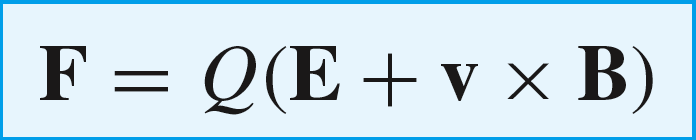 F = Q(E + v × B)